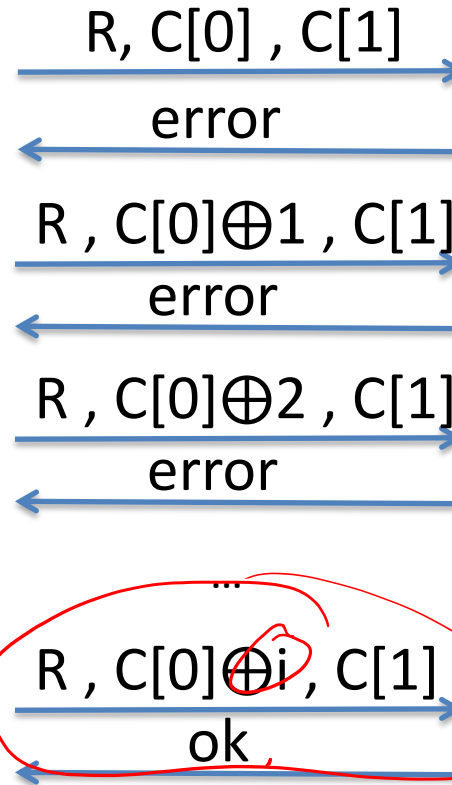 R, C[0] , C[1]
error
R , C[0]⊕1 , C[1]
error
R , C[0]⊕2 , C[1]
error
...
R , C[0]⊕i , C[1]
ok